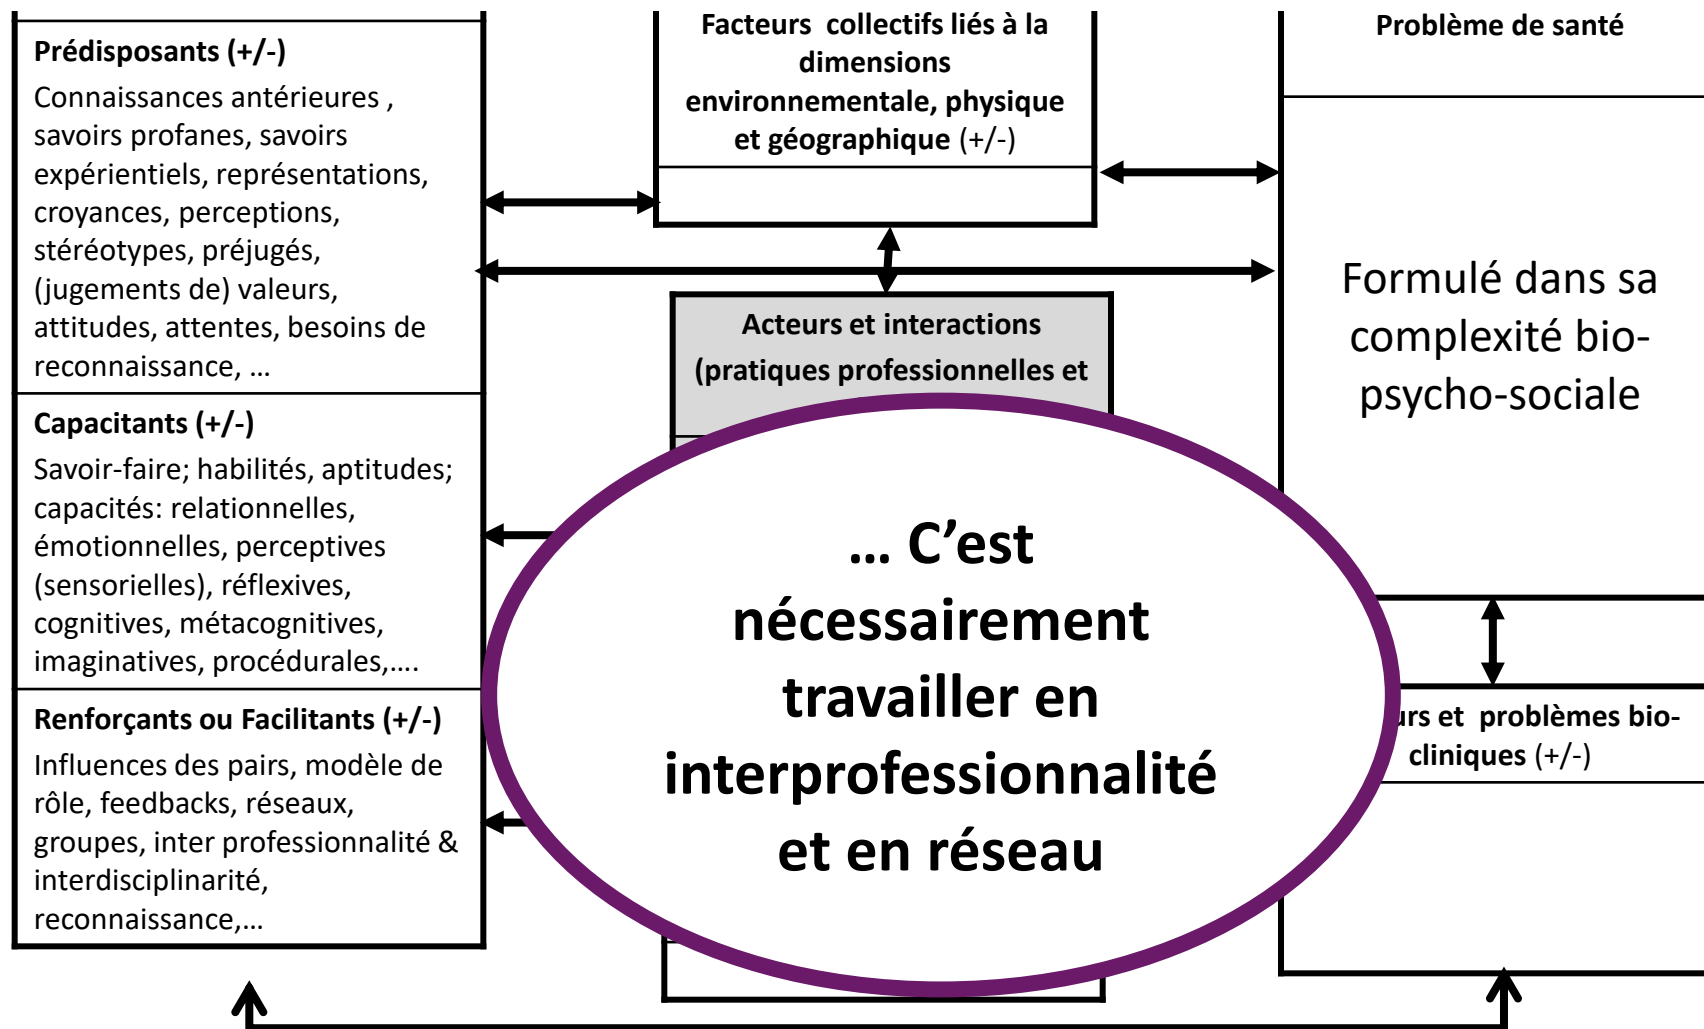 Prédisposants (+/-)
Connaissances antérieures ,
savoirs profanes, savoirs
expérientiels, représentations,
croyances, perceptions,
stéréotypes, préjugés,
(jugements de) valeurs,
attitudes, attentes, besoins de
reconnaissance, ...
Capacitants (+/-)
Savoir-faire; habilités, aptitudes;
capacités: relationnelles,
émotionnelles, perceptives
(sensorielles), réflexives,
cognitives, métacognitives,
imaginatives, procédurales,....
Renforçants ou Facilitants (+/-)
Influences des pairs, modèle de
rôle, feedbacks, réseaux,
groupes, inter professionnalité &
interdisciplinarité,
reconnaissance,...
Facteurs  collectifs liés à la
dimensions
environnementale, physique
et géographique (+/-)
Acteurs et interactions
(pratiques professionnelles et
... C'est
nécessairement
travailler en
interprofessionnalité
et en réseau
Problème de santé
Formulé dans sa
complexité bio-
psycho-sociale
et  problèmes bio-
cliniques (+/-)